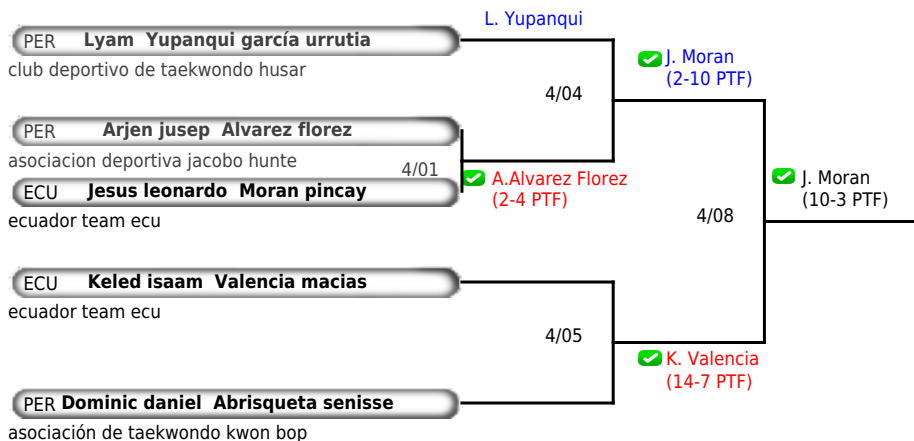 L. Yupanqui
PER Lyam Yupanqui garcía urrutia
club deportivo de taekwondo husar
J. Moran
(2-10 PTF)
4/04
PER Arjen jusep Alvarez florez
asociacion deportiva jacobo hunte
4/01
A.Alvarez Florez
(2-4 PTF)
J. Moran
(10-3 PTF)
ECU Jesus leonardo Moran pincay
ecuador team ecu
4/08
ECU Keled isaam Valencia macias
ecuador team ecu
4/05
K. Valencia
(14-7 PTF)
PER Dominic daniel Abrisqueta senisse
asociación de taekwondo kwon bop